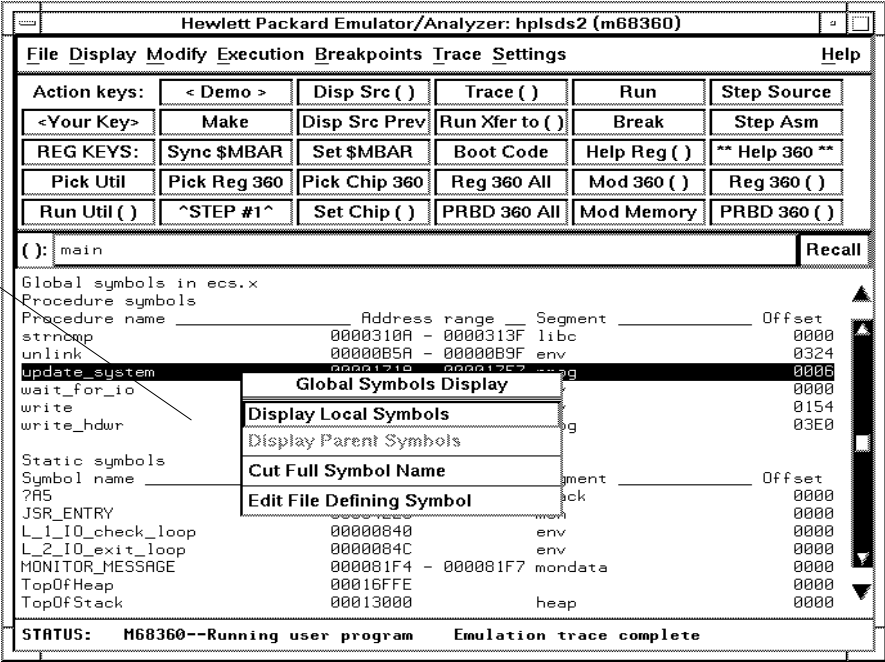 Hewlett Packard Emulator/Analyzer: hplsds2 (m68360)
File Display Modify Execution Breakpoints Trace Settings Help
Action keys: < Demo > Disp Src ( ) Trace ( ) Run Step Source
<Your Key> Make Disp Src Prev Run Xfer to ( ) Break Step Asm
REG KEYS: Sync $MBAR Set $MBAR Boot Code Help Reg ( ) ** Help 360 **
Pick Util Pick Reg 360 Pick Chip 360 Reg 360 All Mod 360 ( ) Reg 360 ( )
Run Util ( ) ^STEP #1^ Set Chip ( ) PRBD 360 All Mod Memory PRBD 360 ( )
( ): main Recall
Global symbols in ecs.x
Procedure symbols
Procedure name ___ Address range ___ Segment ___ Offset
strncmp 0000310A - 0000313F libc 0000
unlink 00000B5A - 00000B9F env 0324
update_system 0006
wait_for_io 0000
write 0154
write_hdwr 03E0
Global Symbols Display
Display Local Symbols
Display Parent Symbols
Cut Full Symbol Name
Edit File Defining Symbol
Static symbols
Symbol name ___ Offset
?A5 0000
JSR_ENTRY 0000
L_1_IO_check_loop 00000840 env 0000
L_2_IO_exit_loop 0000084C env 0000
MONITOR_MESSAGE 000081F4 - 000081F7 mondata 0000
TopOfHeap 00016FFE 0000
TopOfStack 00013000 heap 0000
STATUS: M68360--Running user program Emulation trace complete